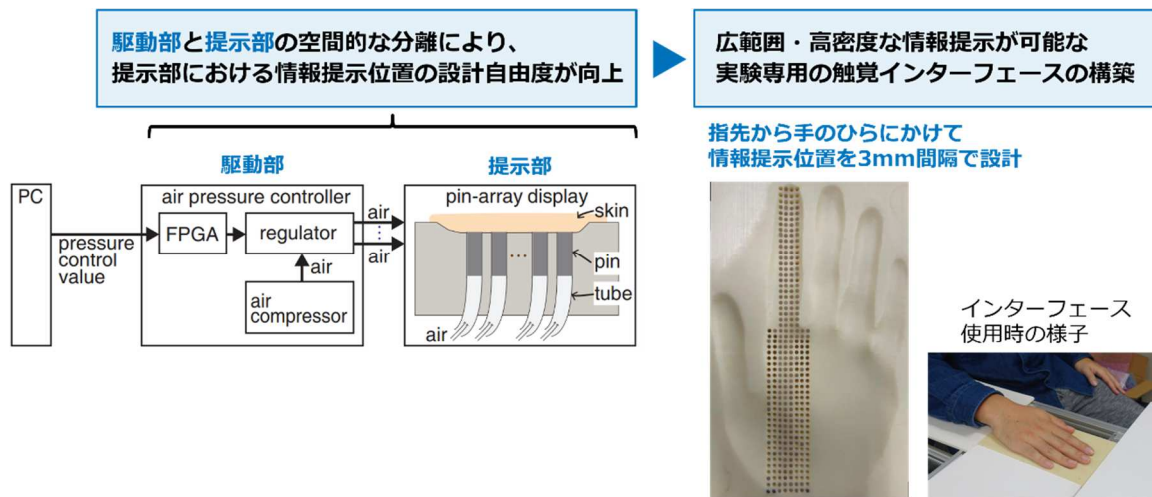 駆動部と提示部の空間的な分離により、
提示部における情報提示位置の設計自由度が向上
広範囲・高密度な情報提示が可能な
実験専用の触覚インターフェースの構築
駆動部
提示部
PC
pressure
control
value
air pressure controller
FPGA
regulator
air
air
compressor
air
air
pin-array display
skin
pin
tube
air
指先から手のひらにかけて
情報提示位置を3mm間隔で設計
インターフェース
使用時の様子